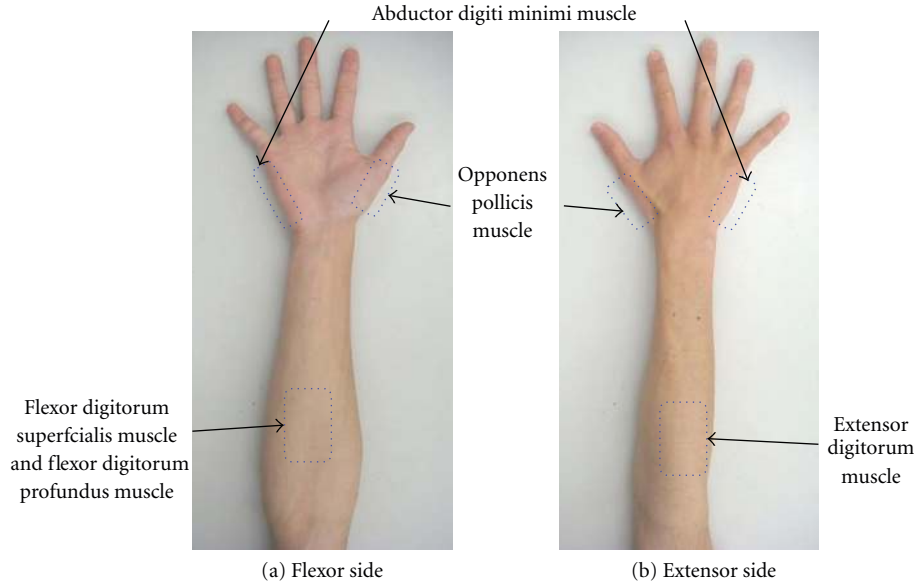 Abductor digiti minimi muscle
Opponens
pollicis
muscle
Flexor digitorum
superfcialis muscle
and flexor digitorum
profundus muscle
Extensor
digitorum
muscle
(a) Flexor side
(b) Extensor side